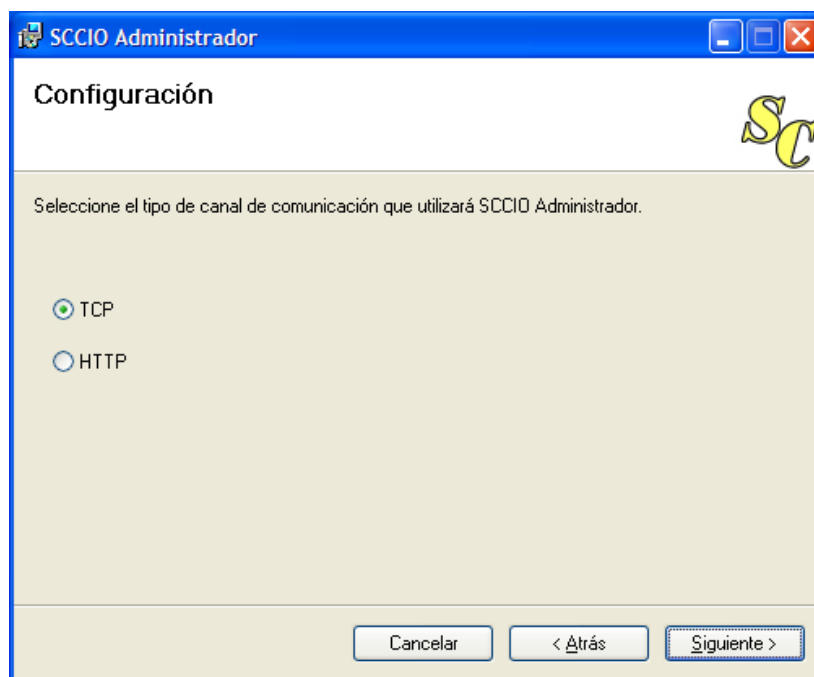 SCCIO Administrador
Configuración
SC
Seleccione el tipo de canal de comunicación que utilizará SCCIO Administrador.
TCP
HTTP
Cancelar
< Atrás
Siguiente >